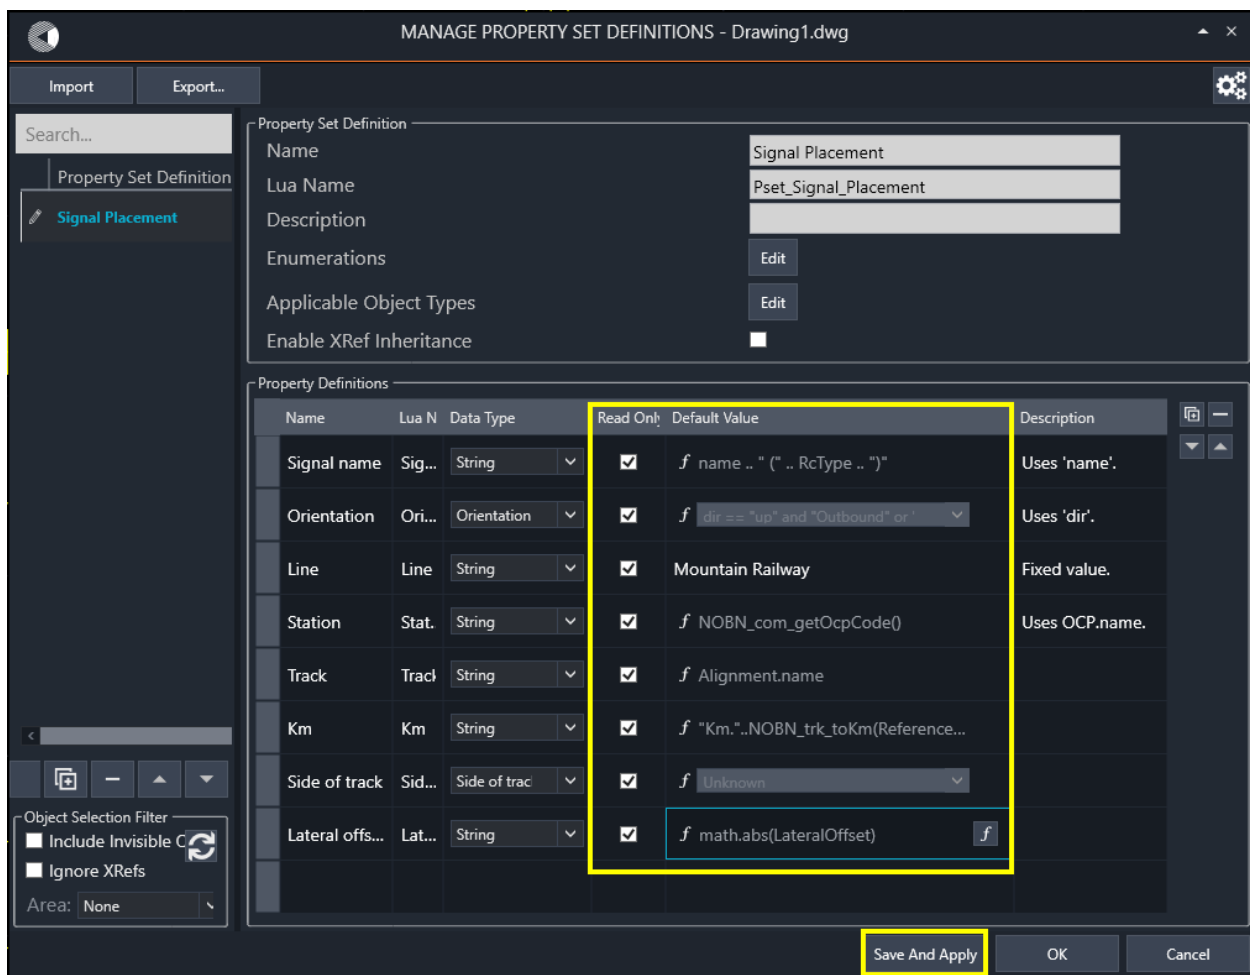 MANAGE PROPERTY SET DEFINITIONS - Drawing1.dwg
Import Export...
Search...
Property Set Definition
Signal Placement
Property Set Definition
Name Signal Placement
Lua Name Pset_Signal_Placement
Description
Enumerations Edit
Applicable Object Types Edit
Enable XRef Inheritance
Property Definitions
Name Lua N Data Type Read Only Default Value Description
Signal name Sig... String f name .. " (" .. RcType .. ")" Uses 'name'.
Orientation Ori... Orientation f dir == "up" and "Outbound" or ' Uses 'dir'.
Line Line String Mountain Railway Fixed value.
Station Stat. String f NOBN_com_getOcpCode() Uses OCP.name.
Track Track String f Alignment.name
Km Km String f "Km."..NOBN_trk_toKm(Reference...
Side of track Sid... Side of trac f Unknown
Lateral offs... Lat... String f math.abs(LateralOffset) f
Object Selection Filter
Include Invisible O
Ignore XRefs
Area: None
Save And Apply OK Cancel